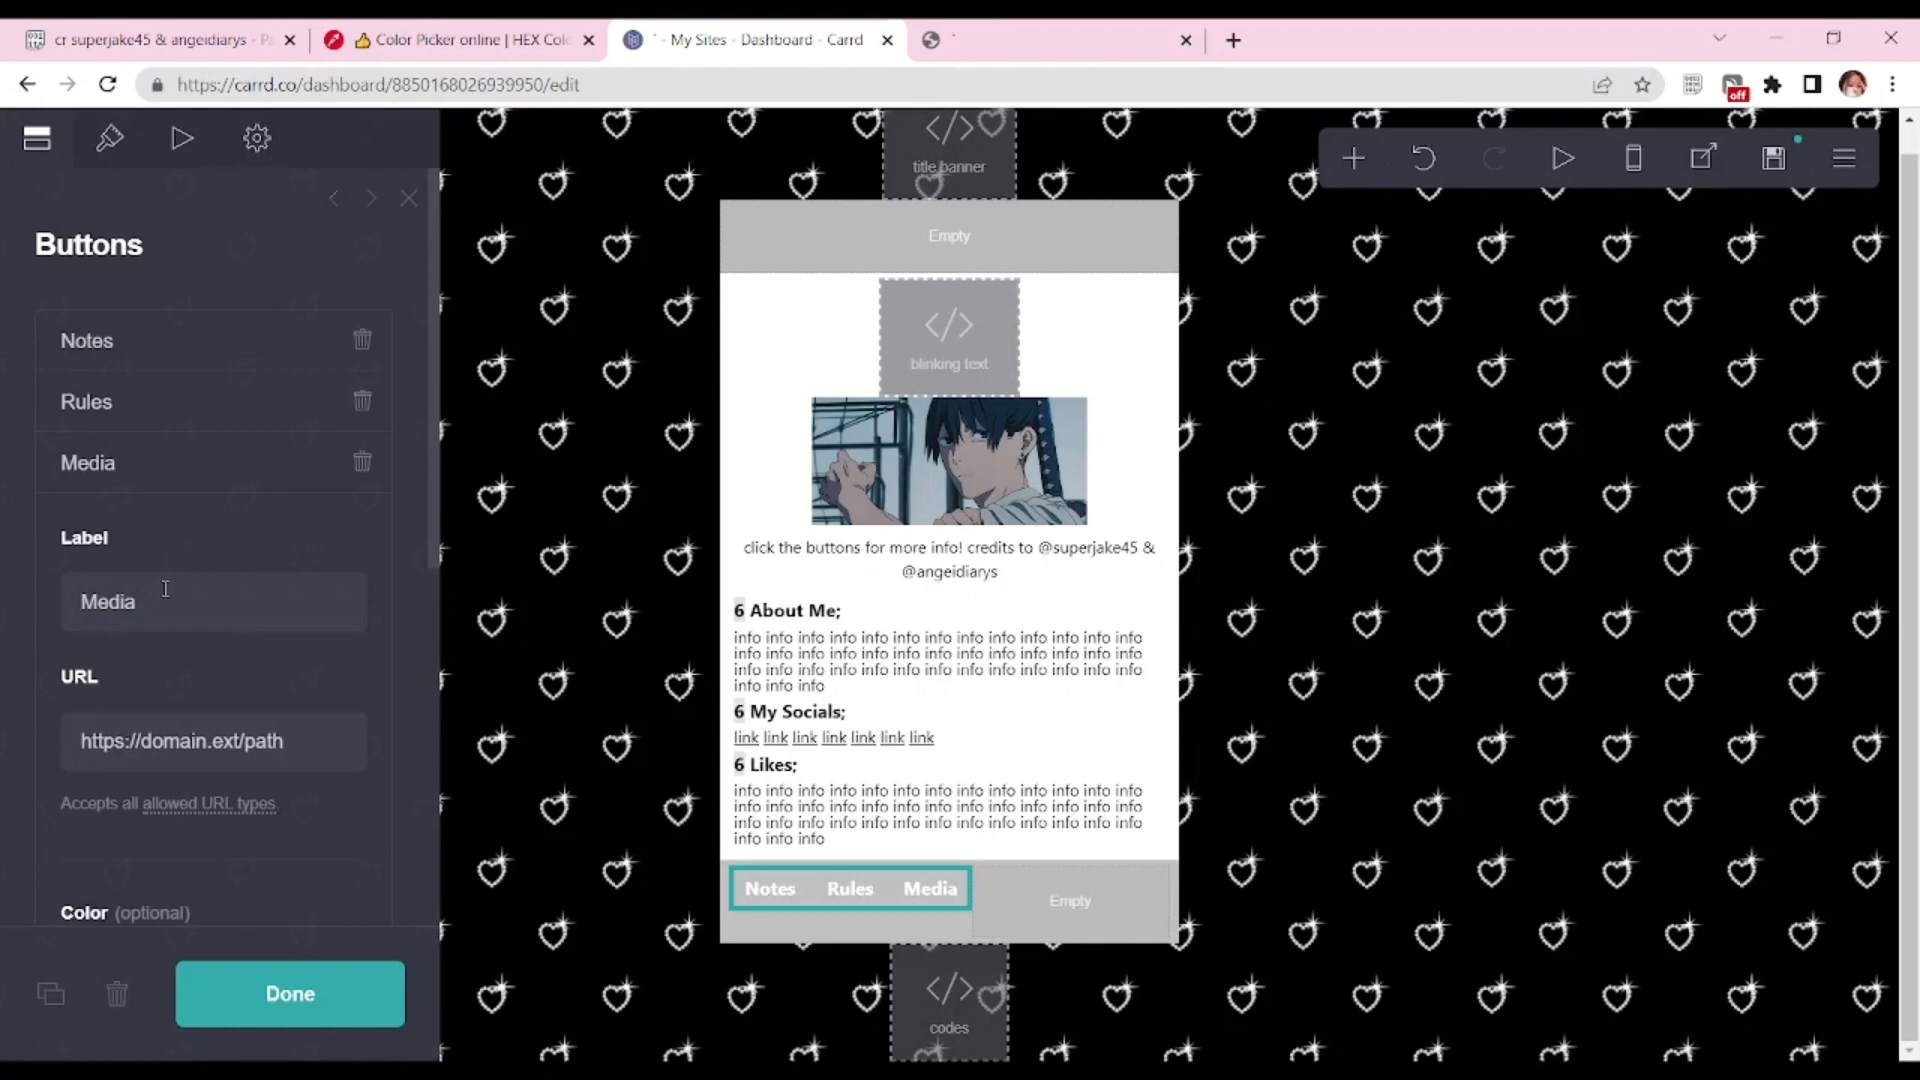 cr superjake45 & angeidiarys - Pa
👍 Color Picker online | HEX Colo
` - My Sites - Dashboard - Carrd
`
https://carrd.co/dashboard/8850168026939950/edit
off
Buttons
Notes
Rules
Media
Label
Media
URL
https://domain.ext/path
Accepts all allowed URL types
Color (optional)
Done
</> title banner
Empty
</> blinking text
click the buttons for more info! credits to @superjake45 &
@angeidiarys
6 About Me;
info info info info info info info info info info info info info
info info info info info info info info info info info info info
info info info info info info info info info info info info info
info info info
6 My Socials;
link link link link link link link
6 Likes;
info info info info info info info info info info info info info
info info info info info info info info info info info info info
info info info info info info info info info info info info info
info info info
Notes Rules Media
Empty
</> codes